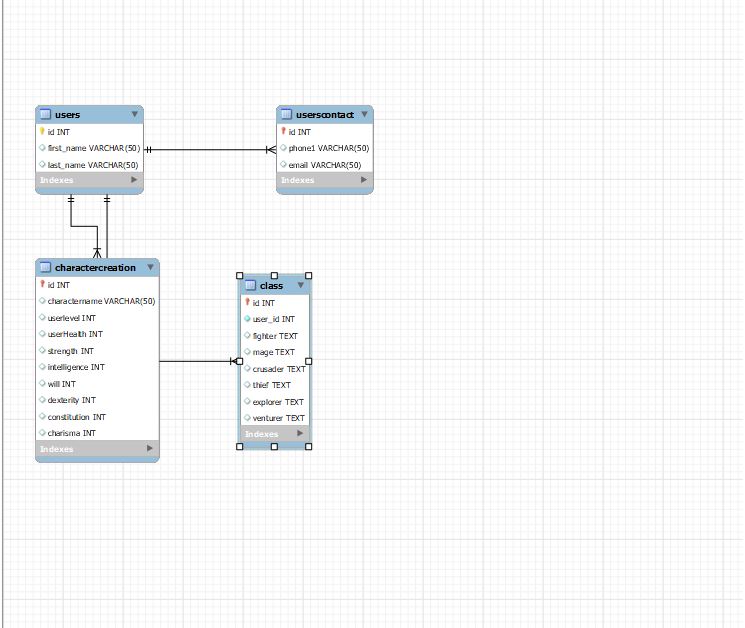 users
id INT
first_name VARCHAR(50)
last_name VARCHAR(50)
Indexes
userscontact
id INT
phone1 VARCHAR(50)
email VARCHAR(50)
Indexes
charactercreation
id INT
charactername VARCHAR(50)
userlevel INT
userHealth INT
strength INT
intelligence INT
will INT
dexterity INT
constitution INT
charisma INT
Indexes
class
id INT
user_id INT
fighter TEXT
mage TEXT
crusader TEXT
thief TEXT
explorer TEXT
venturer TEXT
Indexes